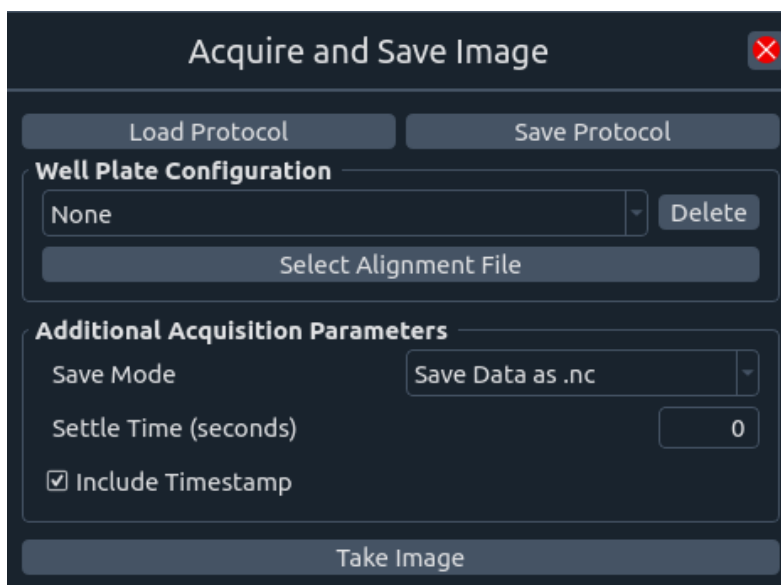 Acquire and Save Image
Load Protocol Save Protocol
Well Plate Configuration
None Delete
Select Alignment File
Additional Acquisition Parameters
Save Mode Save Data as .nc
Settle Time (seconds) 0
Include Timestamp
Take Image